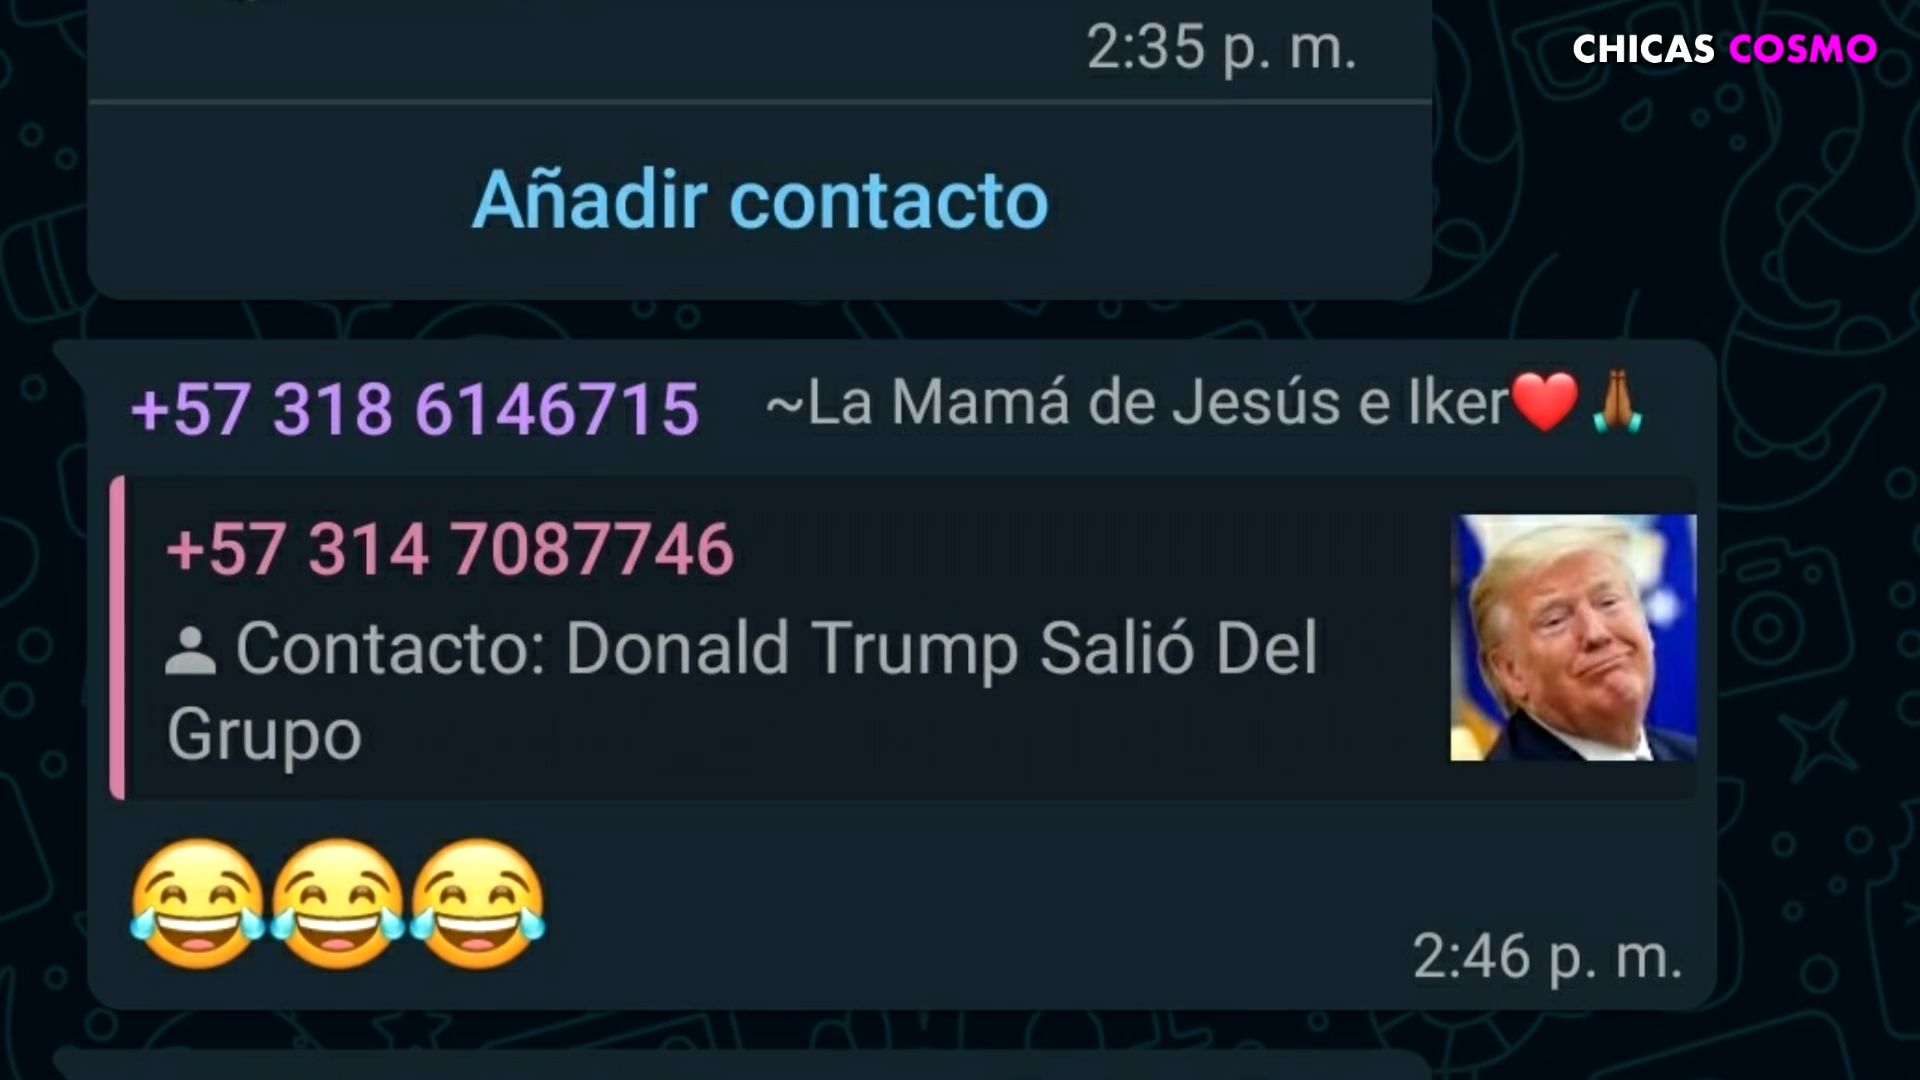 2:35 p. m.
CHICAS COSMO
Añadir contacto
+57 318 6146715 ~La Mamá de Jesús e Iker❤️🙏🏾
+57 314 7087746
Contacto: Donald Trump Salió Del
Grupo
😂😂😂
2:46 p. m.